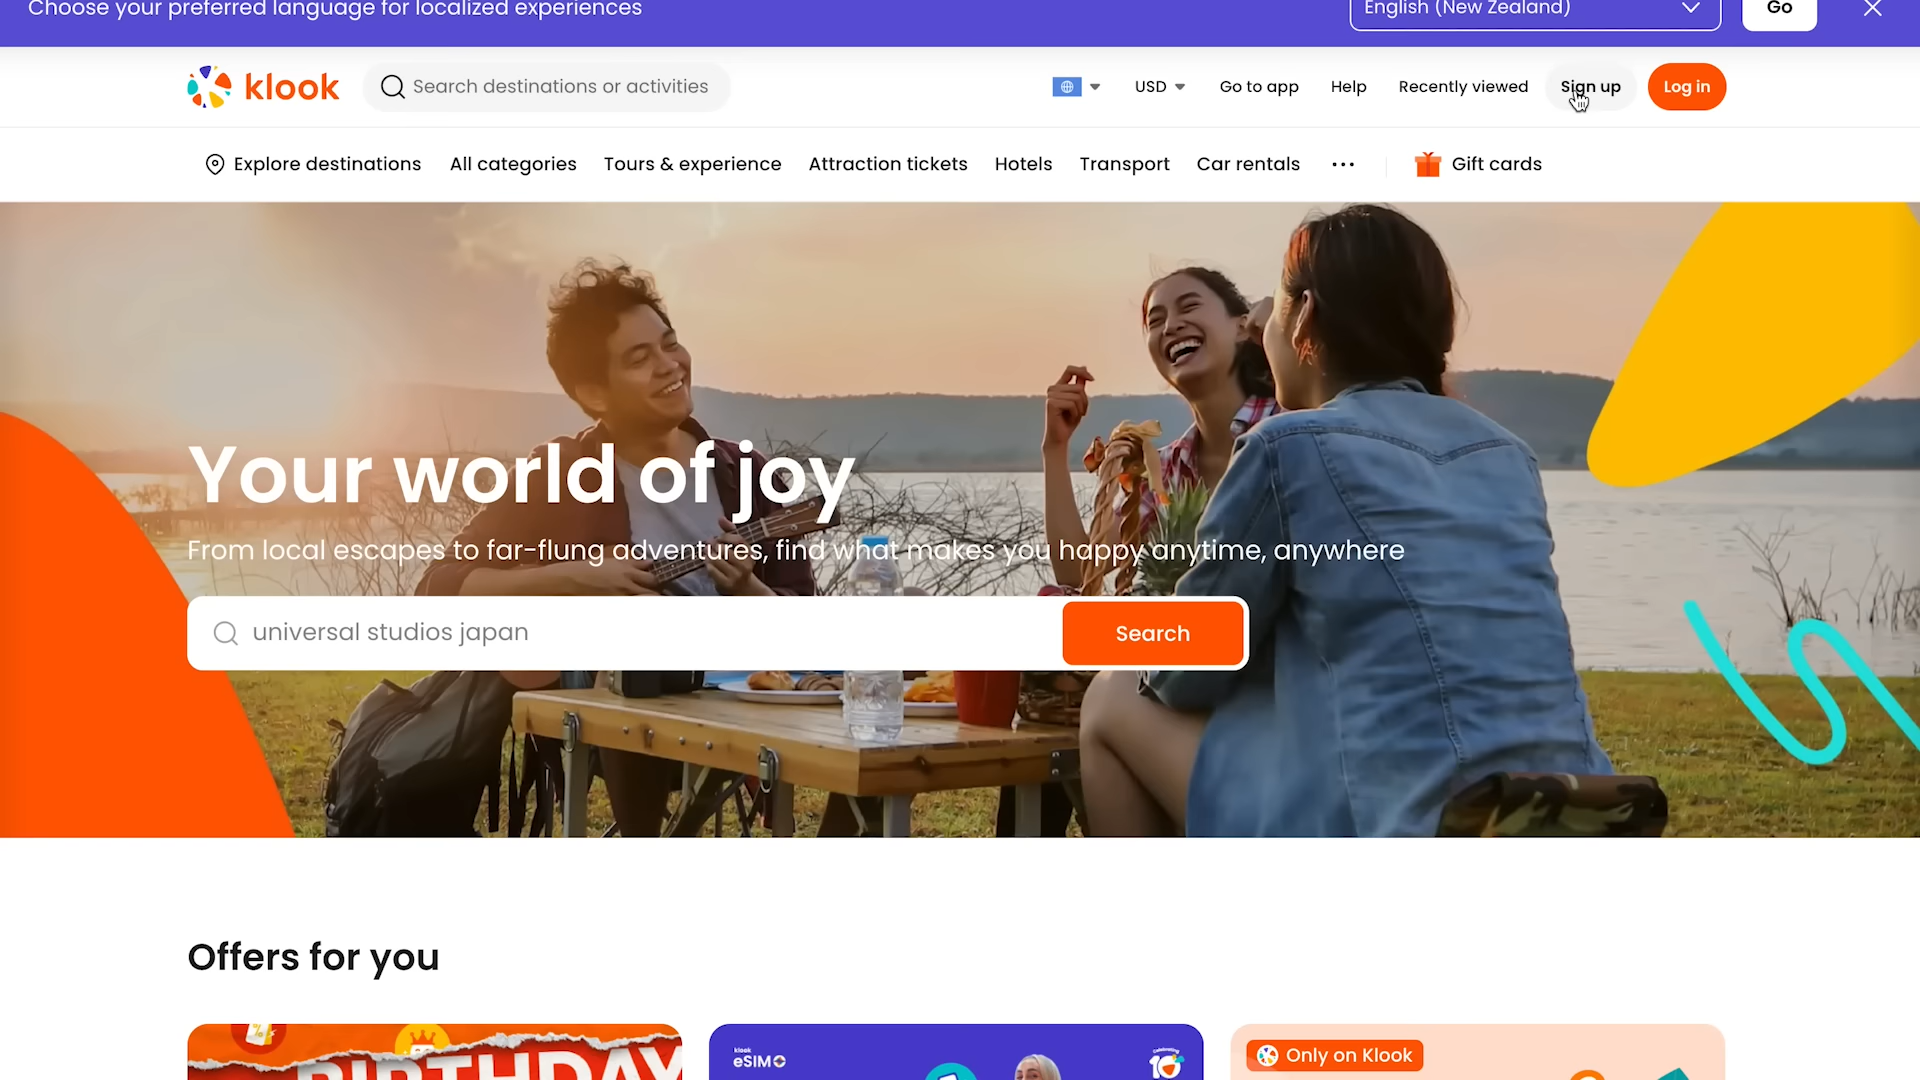 Choose your preferred language for localized experiences
English (New Zealand)
Go
klook
Search destinations or activities
USD
Go to app
Help
Recently viewed
Sign up
Log in
Explore destinations
All categories
Tours & experience
Attraction tickets
Hotels
Transport
Car rentals
Gift cards
Your world of joy
From local escapes to far-flung adventures, find what makes you happy anytime, anywhere
universal studios japan
Search
Offers for you
BIRTHDAY
klook
eSIM
10
Only on Klook